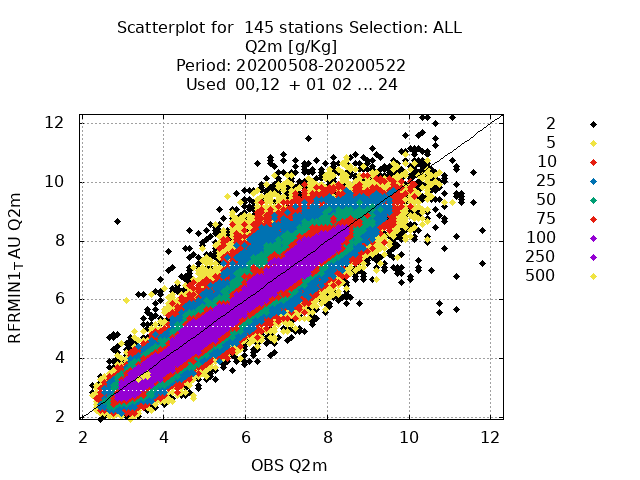 Scatterplot for 145 stations Selection: ALL
Q2m [g/Kg]
Period: 20200508-20200522
Used 00,12 + 01 02 ... 24
RFRMIN1-AU Q2m
12
10
8
6
4
2
2 4 6 8 10 12
OBS Q2m
2
5
10
25
50
75
100
250
500